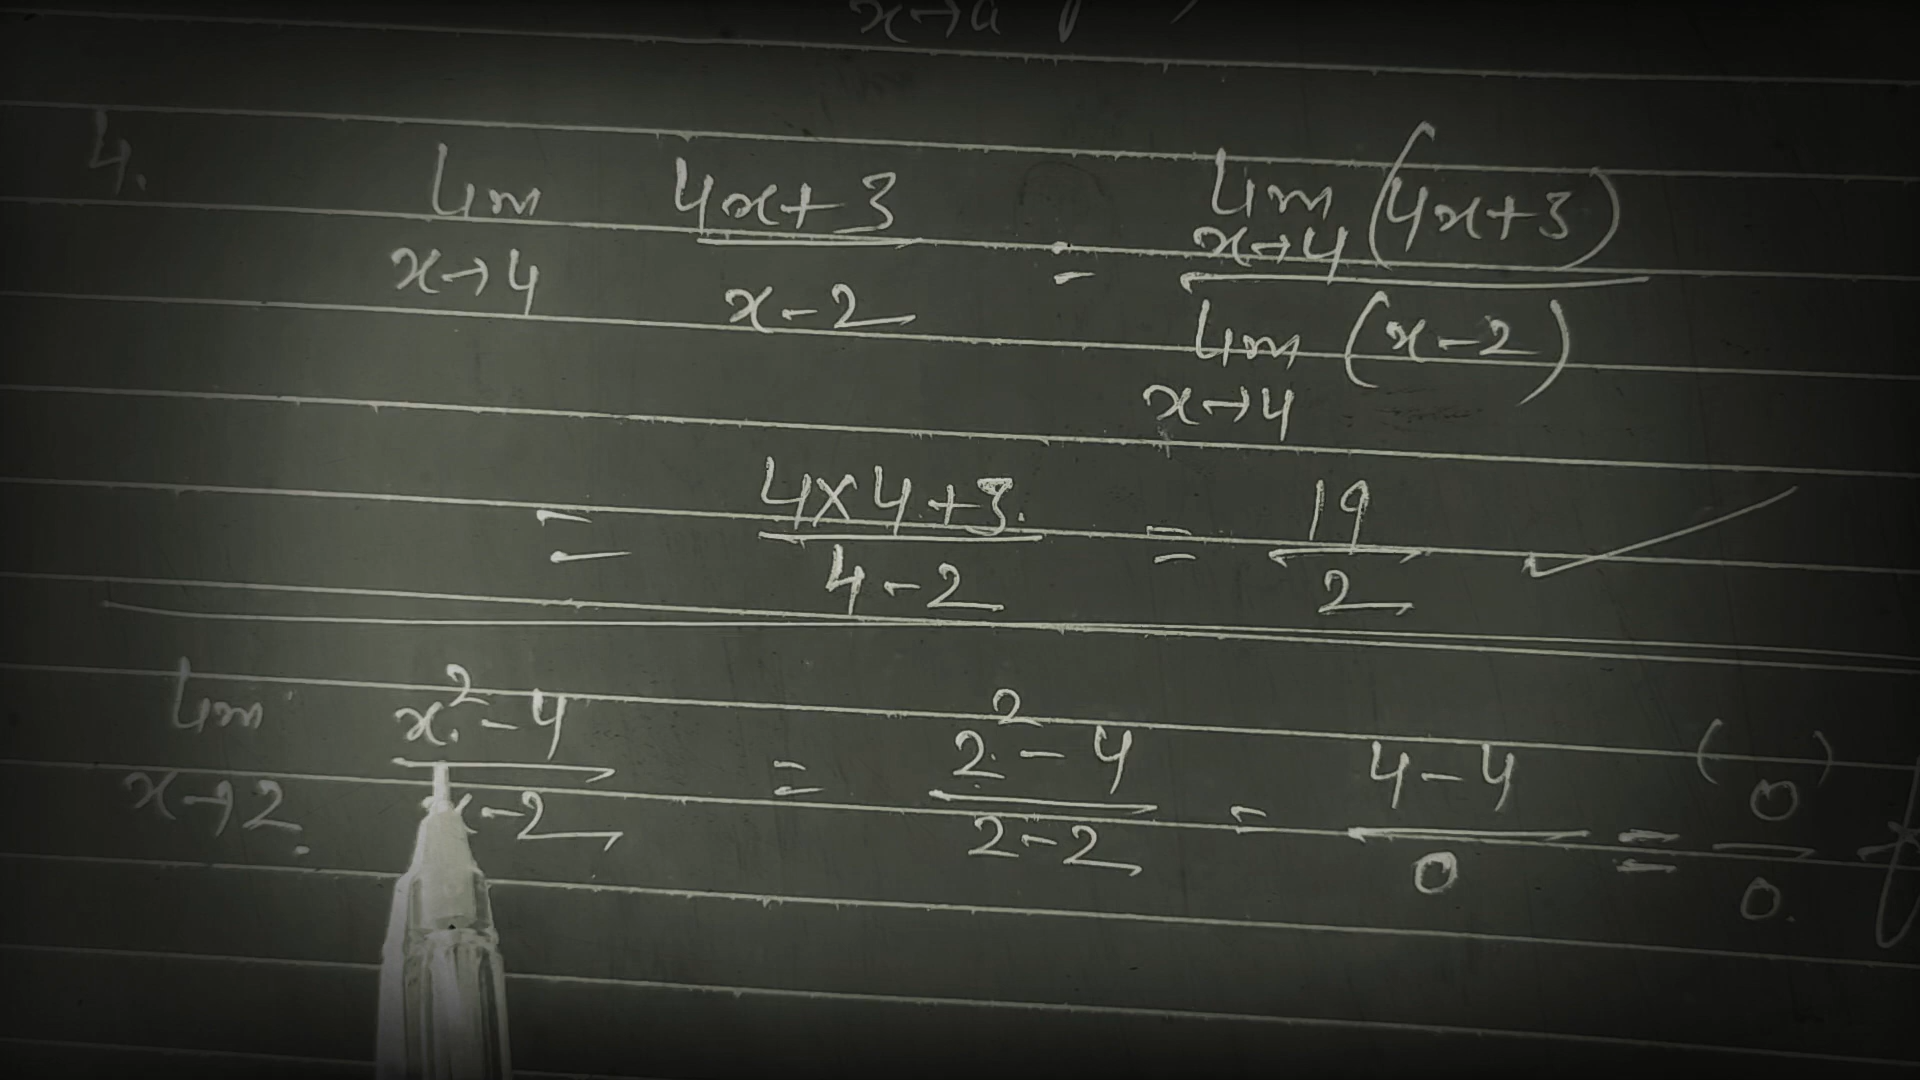 x→a
4. Lim x→4 (4x+3)/(x-2) = Lim x→4 (4x+3) / Lim x→4 (x-2)
= (4×4+3)/(4-2) = 19/2 ✓
Lim x→2 (x²-4)/(x-2) = (2²-4)/(2-2) = (4-4)/0 = (0/0)